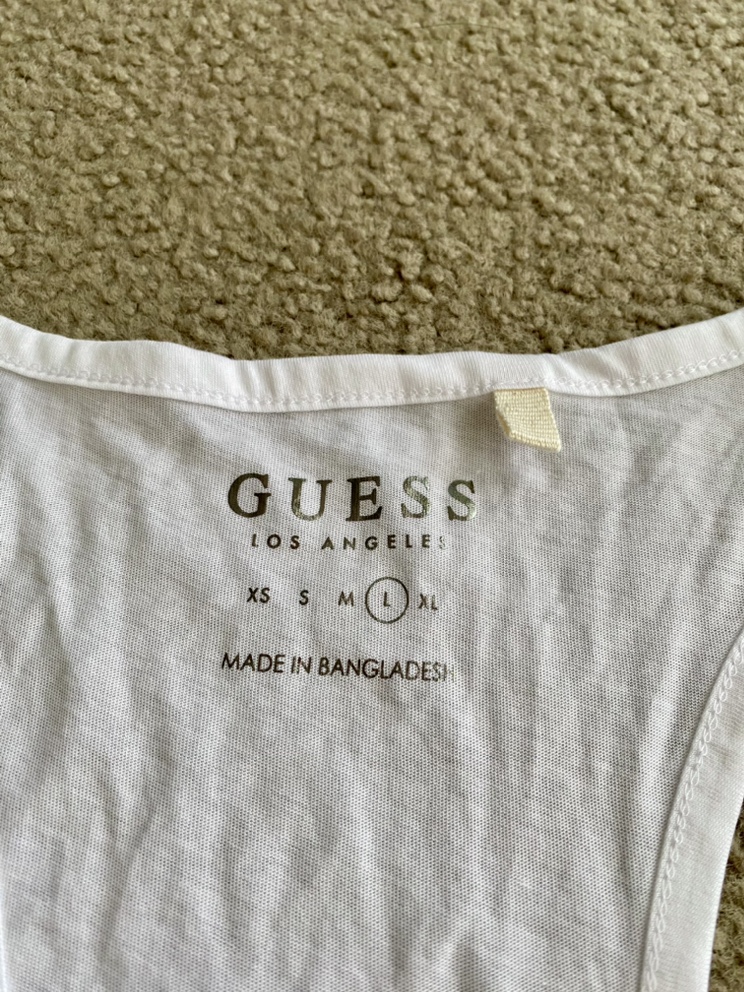 GUESS
LOS ANGELES
XS S M L XL
MADE IN BANGLADESH